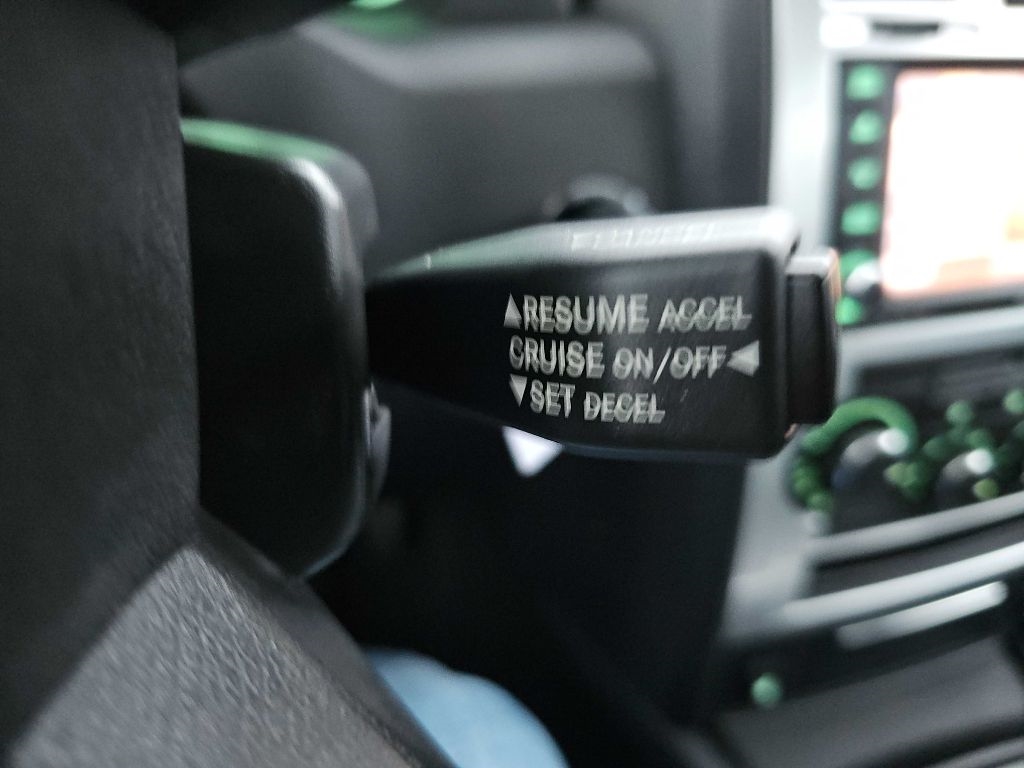 ▲RESUME ACCEL
CRUISE ON/OFF◀
▼SET DECEL